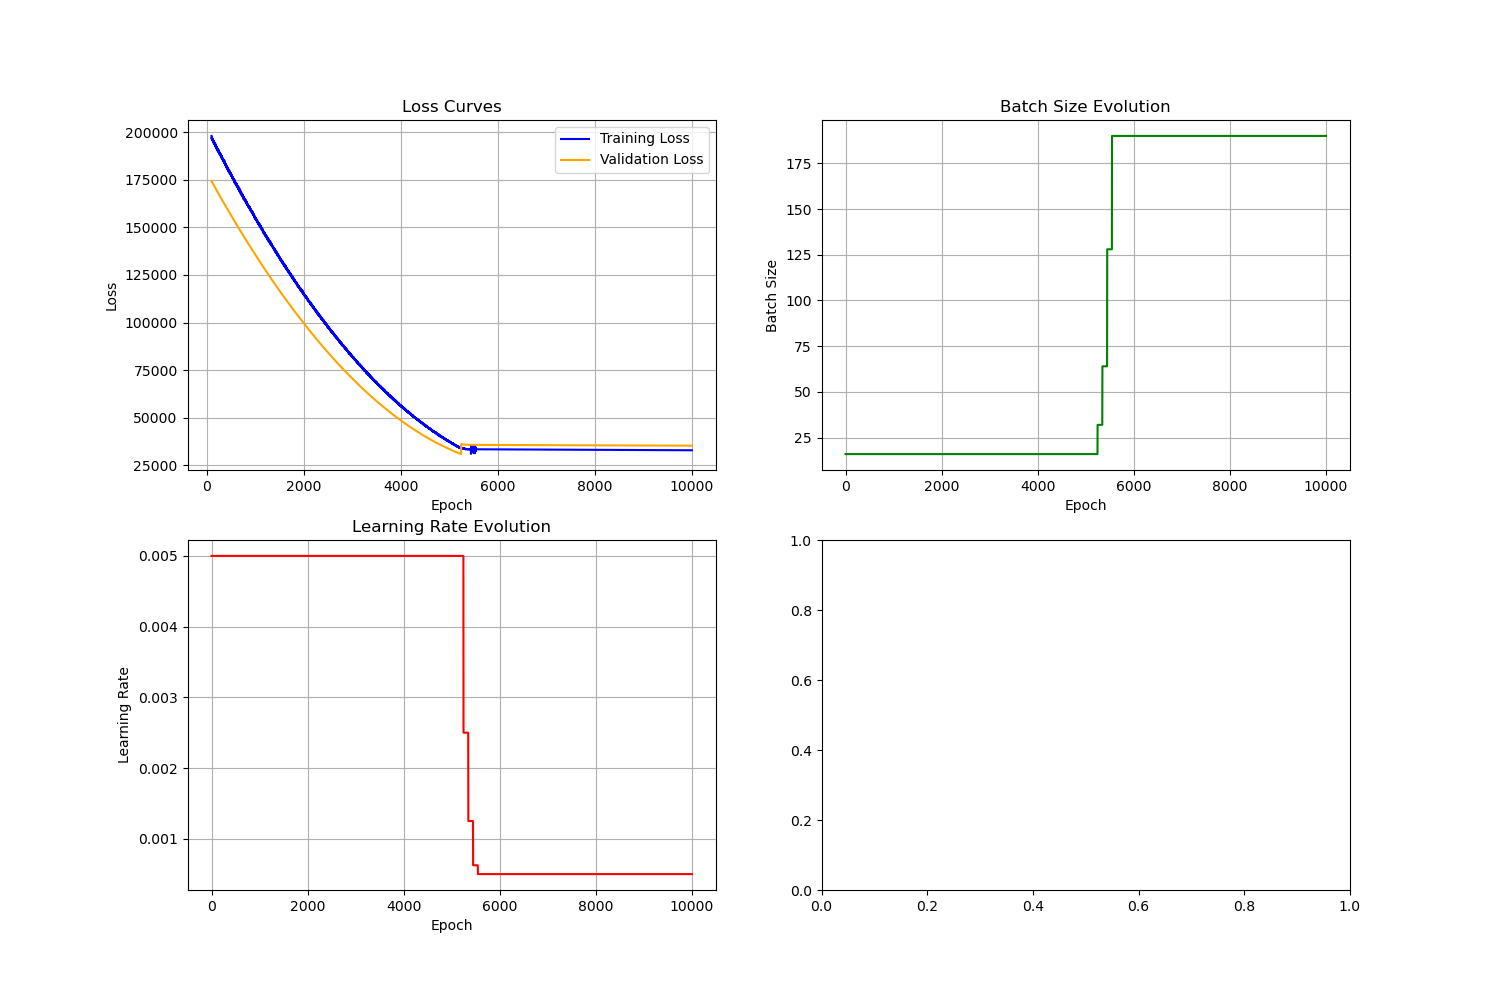 Loss Curves
200000
175000
150000
125000
100000
75000
50000
25000
Loss
Training Loss
Validation Loss
0 2000 4000 6000 8000 10000
Epoch
Batch Size Evolution
175
150
125
100
75
50
25
Batch Size
0 2000 4000 6000 8000 10000
Epoch
Learning Rate Evolution
0.005
0.004
0.003
0.002
0.001
Learning Rate
0 2000 4000 6000 8000 10000
Epoch
1.0
0.8
0.6
0.4
0.2
0.0
0.0 0.2 0.4 0.6 0.8 1.0